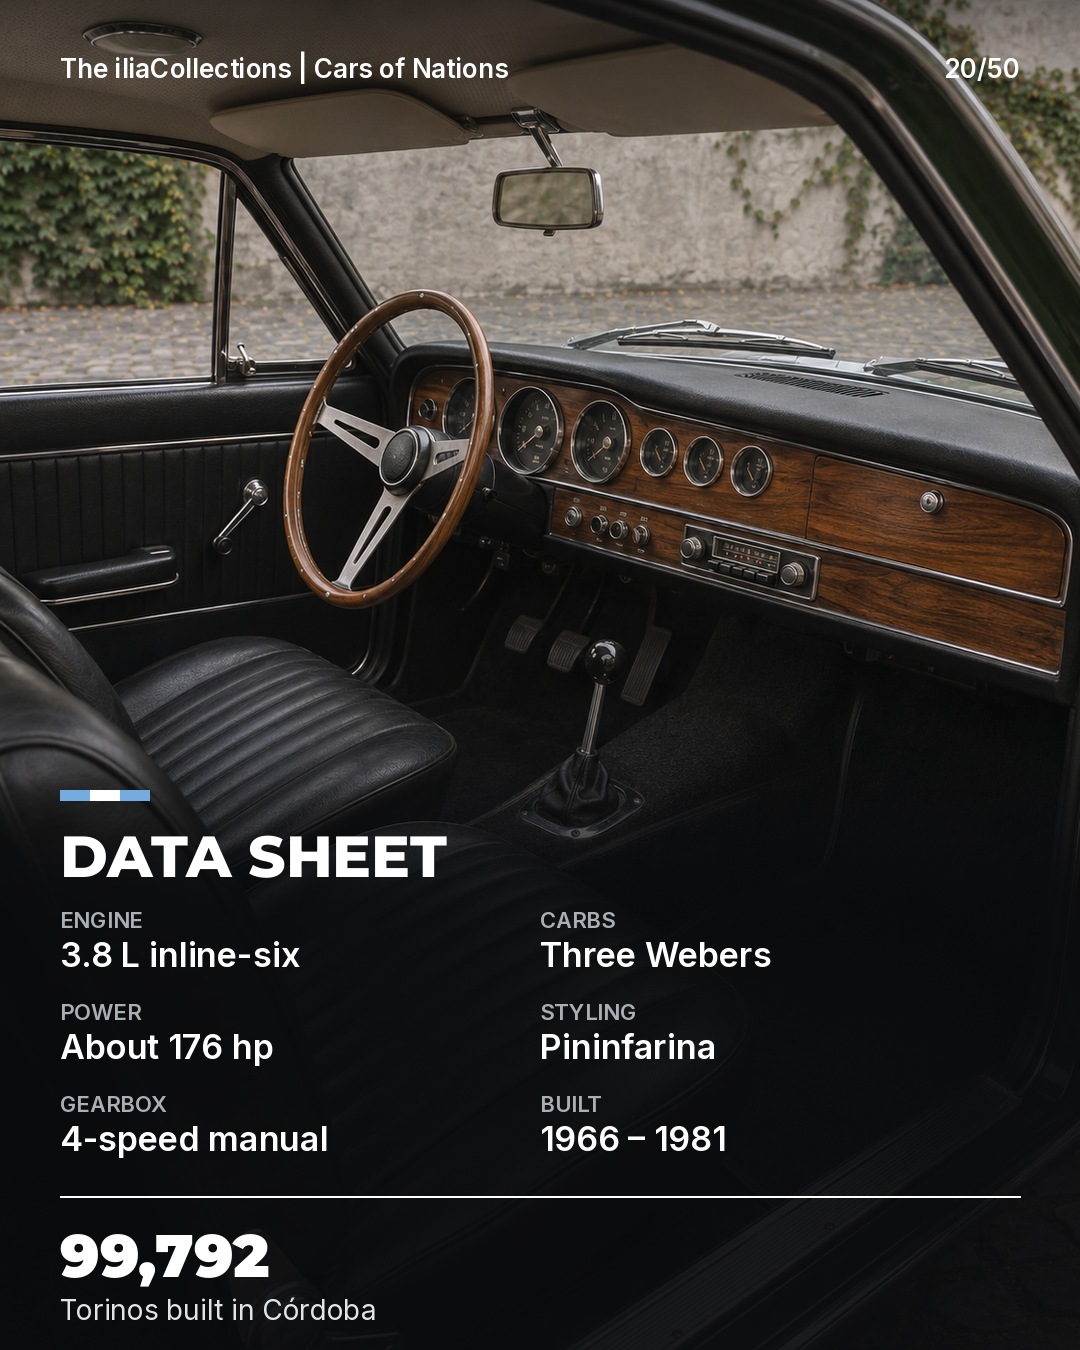 The iliaCollections | Cars of Nations
20/50
DATA SHEET
ENGINE
3.8 L inline-six
CARBS
Three Webers
POWER
About 176 hp
STYLING
Pininfarina
GEARBOX
4-speed manual
BUILT
1966 – 1981
99,792
Torinos built in Córdoba